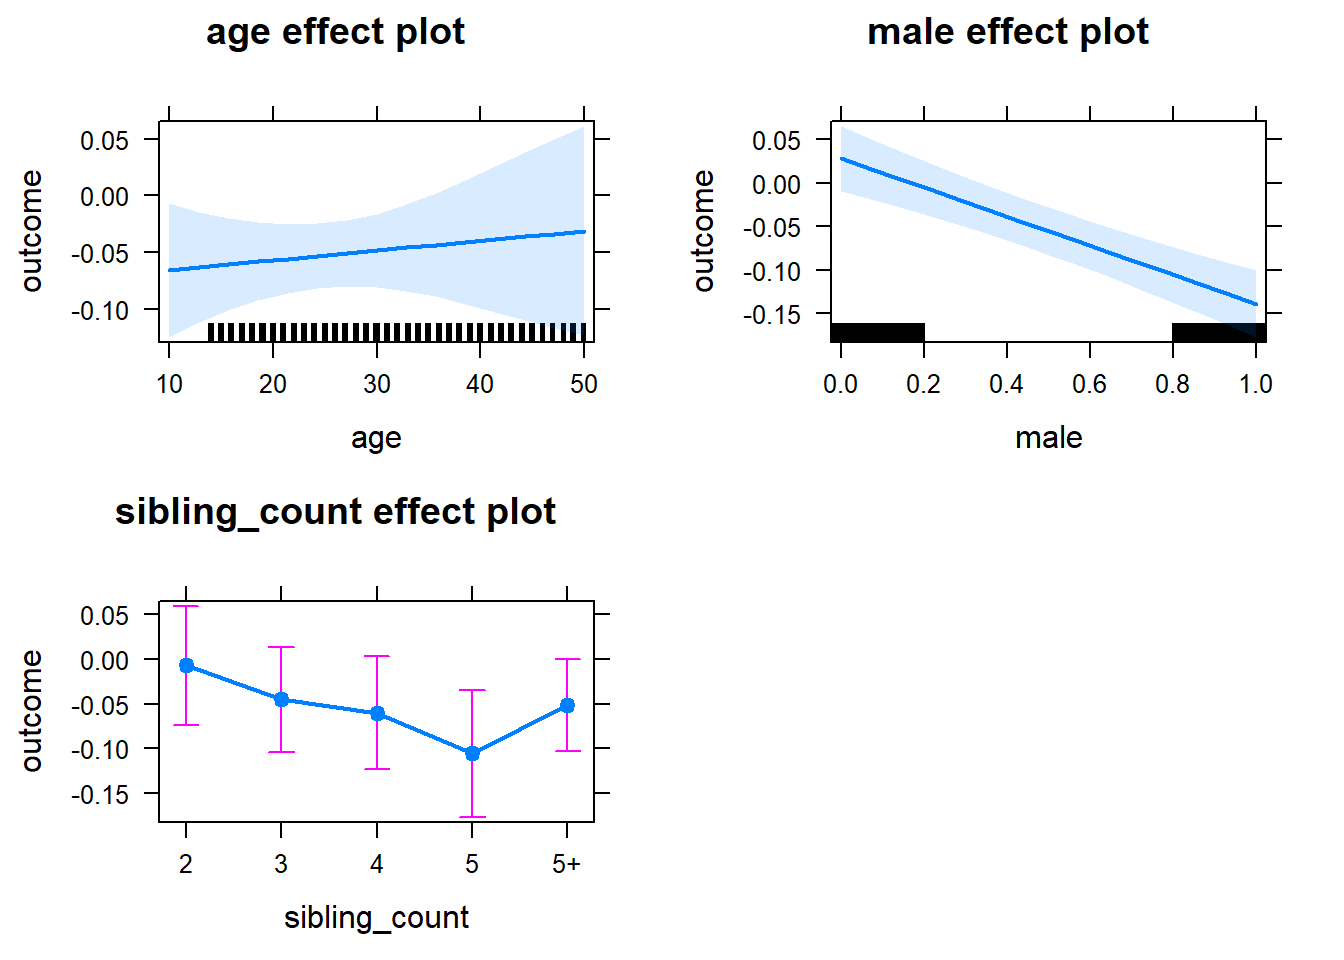 age effect plot
outcome
0.05
0.00
-0.05
-0.10
10 20 30 40 50
age
male effect plot
outcome
0.05
0.00
-0.05
-0.10
-0.15
0.0 0.2 0.4 0.6 0.8 1.0
male
sibling_count effect plot
outcome
0.05
0.00
-0.05
-0.10
-0.15
2 3 4 5 5+
sibling_count